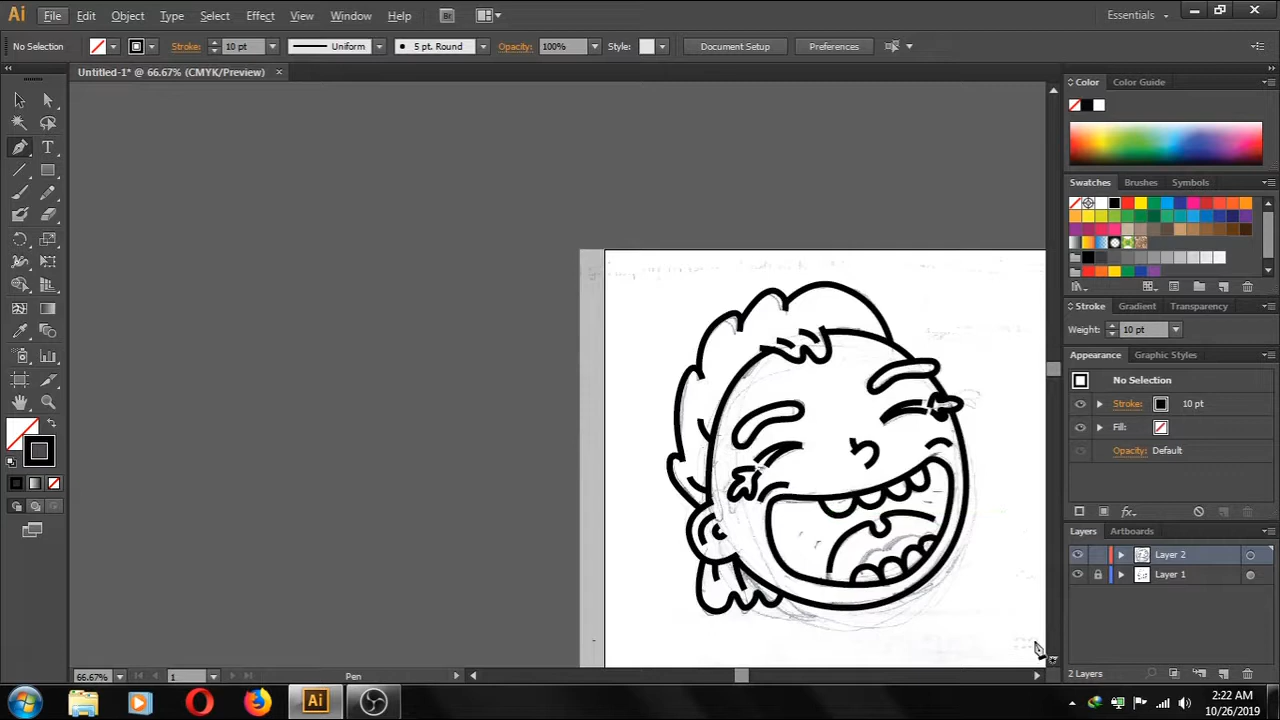 Ai File Edit Object Type Select Effect View Window Help Br Essentials
No Selection Stroke: 10 pt Uniform 5 pt. Round Opacity: 100% Style: Document Setup Preferences
Untitled-1* @ 66.67% (CMYK/Preview) ×
Color Color Guide
Swatches Brushes Symbols
Stroke Gradient Transparency
Weight: 10 pt
Appearance Graphic Styles
No Selection
Stroke: 10 pt
Fill:
Opacity: Default
fx
Layers Artboards
Layer 2
Layer 1
2 Layers
66.67% 1 Pen
Ai 2:22 AM
10/26/2019